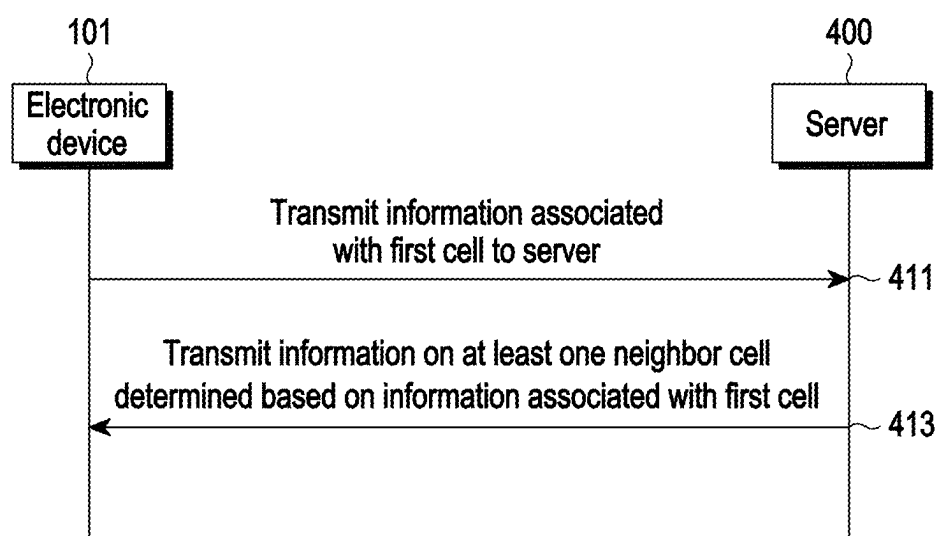 101
400
Electronic
device
Server
Transmit information associated
with first cell to server
411
Transmit information on at least one neighbor cell
determined based on information associated with first cell
413